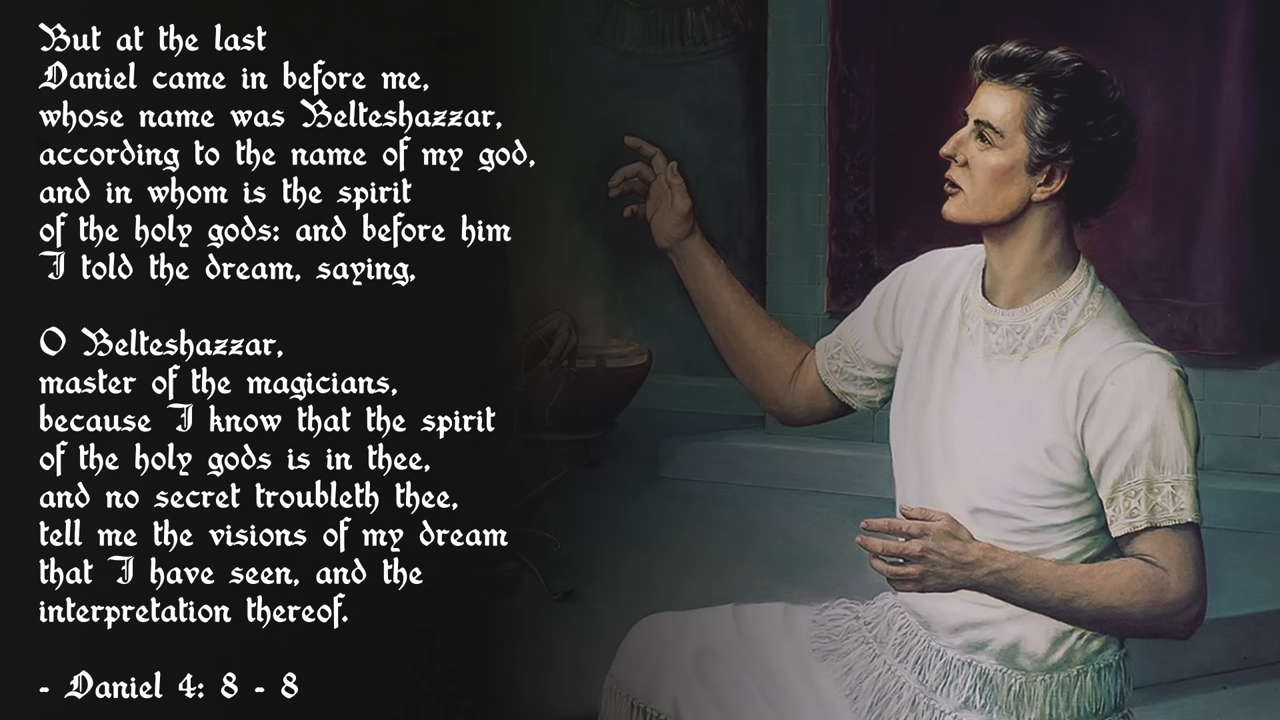 But at the last
Daniel came in before me,
whose name was Belteshazzar,
according to the name of my god,
and in whom is the spirit
of the holy gods: and before him
I told the dream, saying,
O Belteshazzar,
master of the magicians,
because I know that the spirit
of the holy gods is in thee,
and no secret troubleth thee,
tell me the visions of my dream
that I have seen, and the
interpretation thereof.
- Daniel 4: 8 - 8